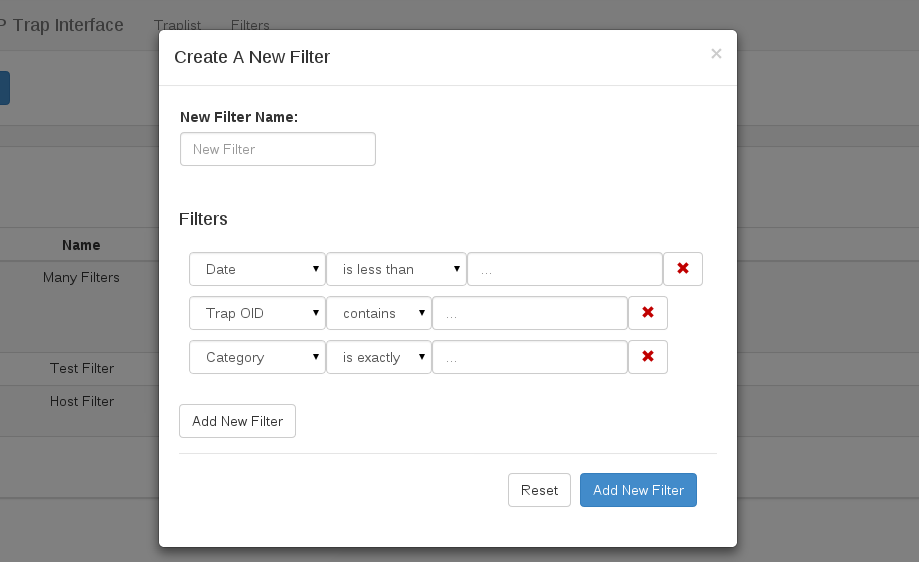 P Trap Interface Traplist Filters
Create A New Filter ×
New Filter Name:
New Filter
Filters
Name
Date is less than ...
Many Filters
Trap OID contains ...
Category is exactly ...
Test Filter
Host Filter
Add New Filter
Reset Add New Filter